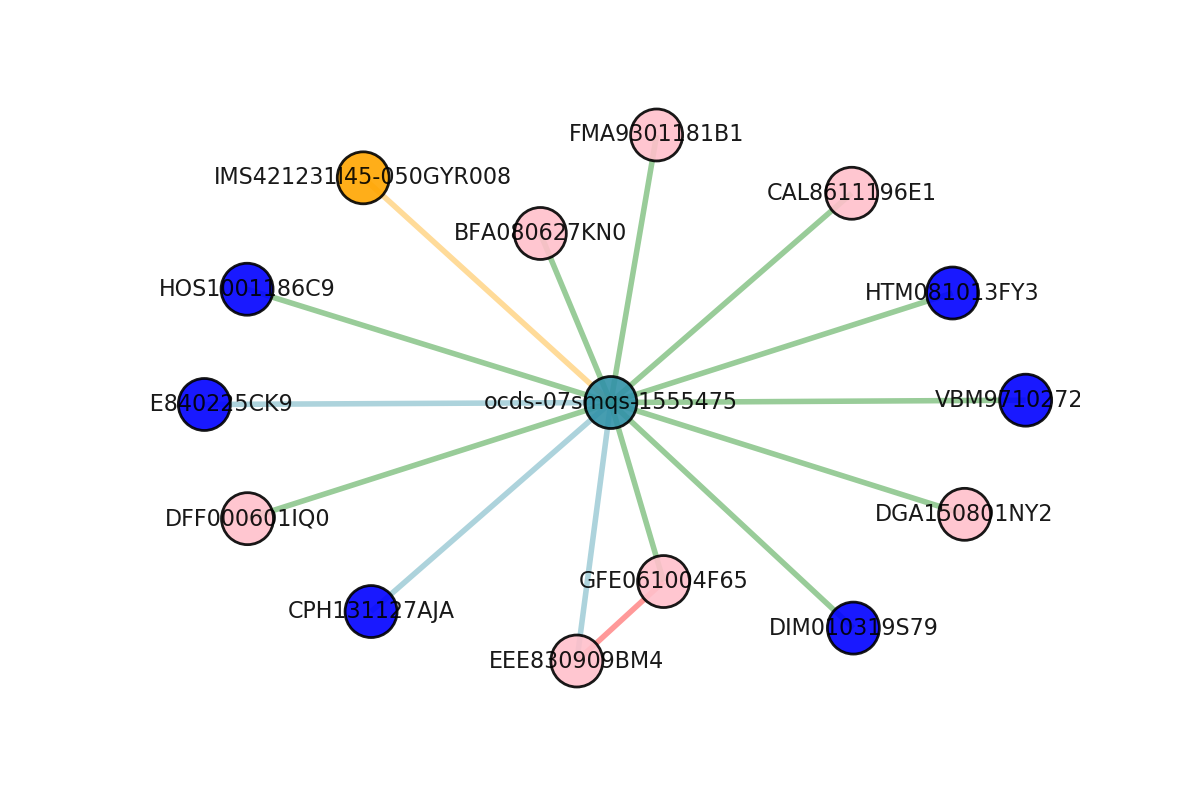 FMA9301181B1
IMS421231I45-050GYR008
CAL8611196E1
BFA080627KN0
HOS1001186C9
HTM081013FY3
E840225CK9
ocds-07smqs-1555475
VBM9710272
DFF000601IQ0
DGA150801NY2
GFE061004F65
CPH131127AJA
DIM010319S79
EEE830909BM4